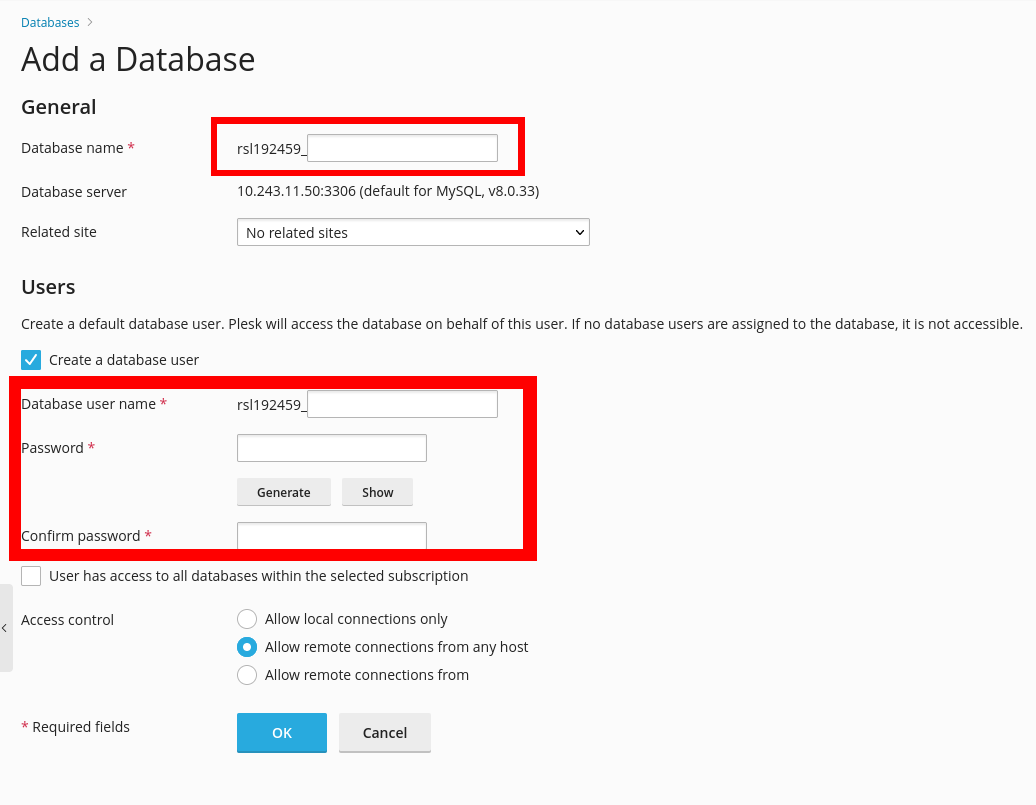 Databases >
Add a Database
General
Database name * rsl192459_
Database server 10.243.11.50:3306 (default for MySQL, v8.0.33)
Related site No related sites
Users
Create a default database user. Plesk will access the database on behalf of this user. If no database users are assigned to the database, it is not accessible.
Create a database user
Database user name * rsl192459_
Password *
Generate Show
Confirm password *
User has access to all databases within the selected subscription
Access control Allow local connections only
Allow remote connections from any host
Allow remote connections from
* Required fields OK Cancel